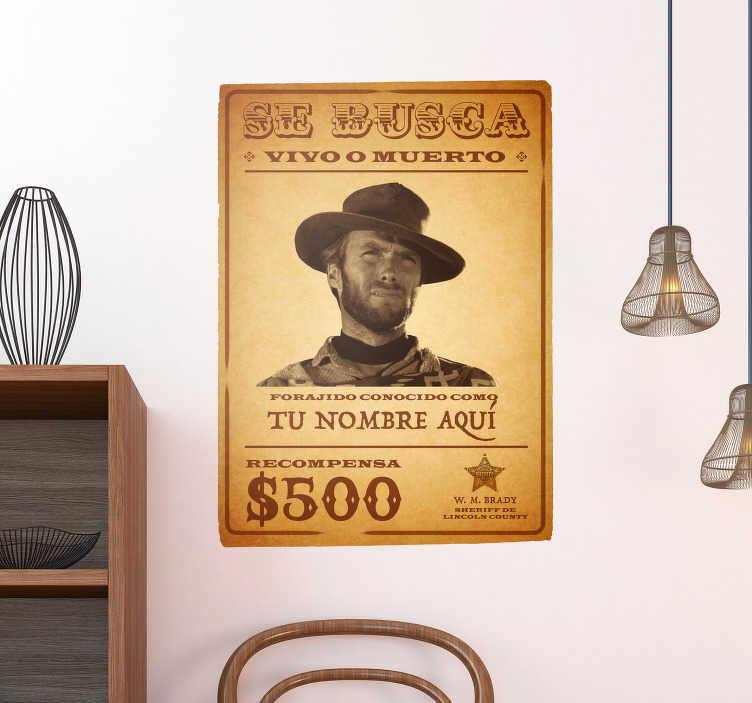 SE BUSCA
VIVO O MUERTO
FORAJIDO CONOCIDO COMO
TU NOMBRE AQUÍ
RECOMPENSA
$500
W. M. BRADY
SHERIFF DE
LINCOLN COUNTY